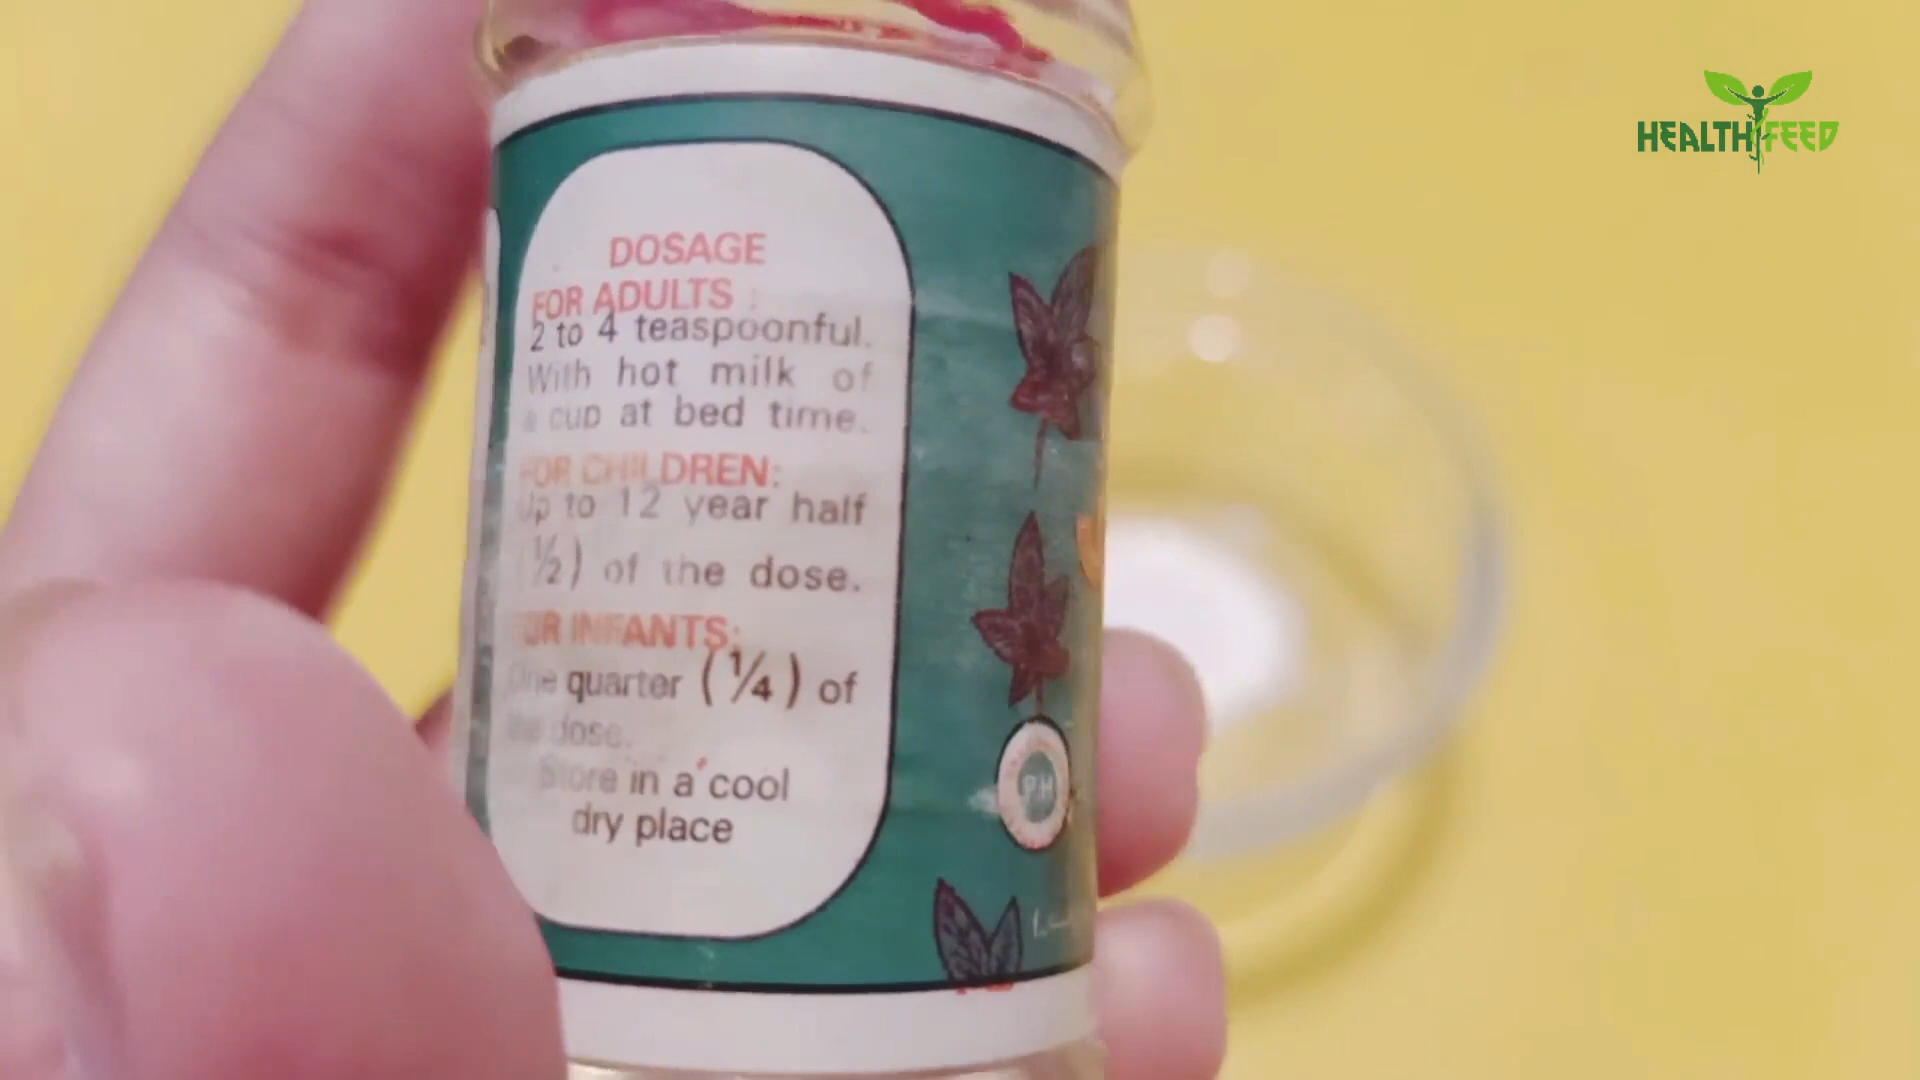 HEALTH FEED
DOSAGE
FOR ADULTS :
2 to 4 teaspoonful.
With hot milk of
a cup at bed time.
FOR CHILDREN:
Up to 12 year half
(½) of the dose.
FOR INFANTS:
One quarter (¼) of
the dose.
Store in a cool
dry place
PH